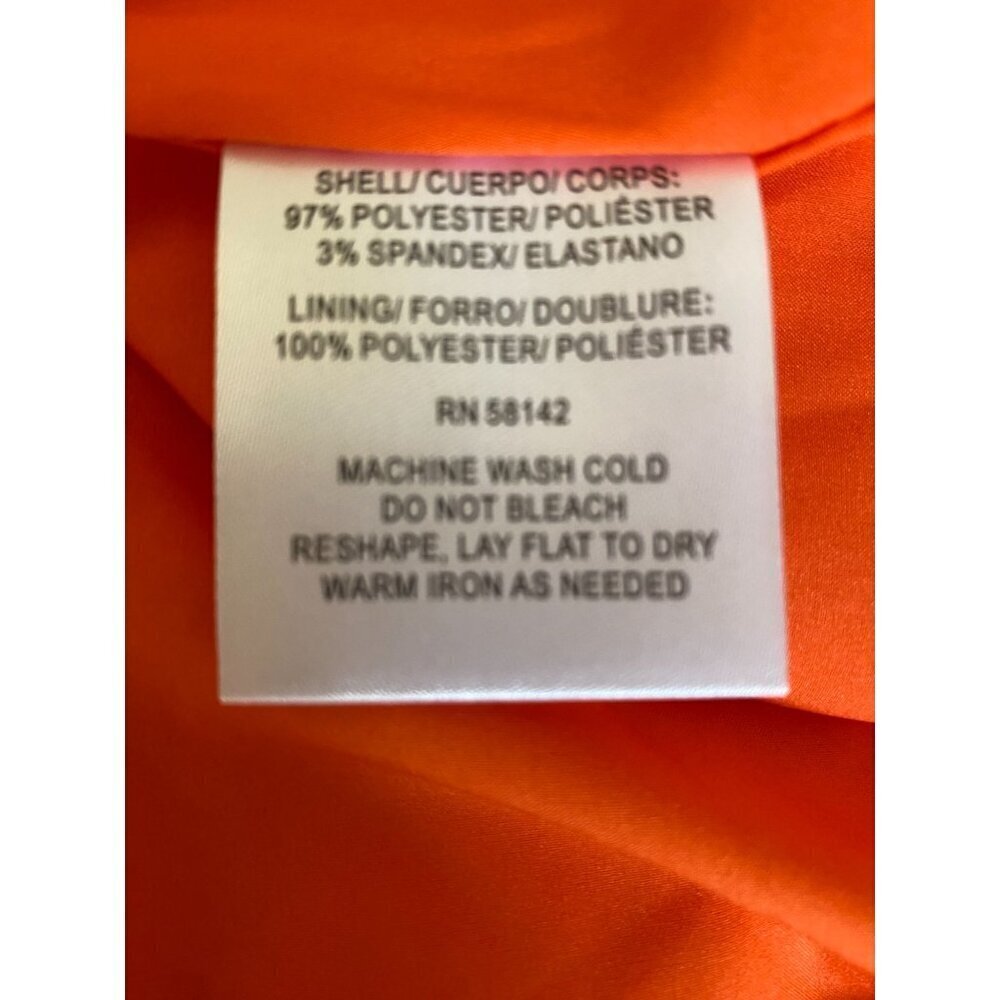 SHELL/ CUERPO/ CORPS:
97% POLYESTER/ POLIÉSTER
3% SPANDEX/ ELASTANO
LINING/ FORRO/ DOUBLURE:
100% POLYESTER/ POLIÉSTER
RN 58142
MACHINE WASH COLD
DO NOT BLEACH
RESHAPE, LAY FLAT TO DRY
WARM IRON AS NEEDED